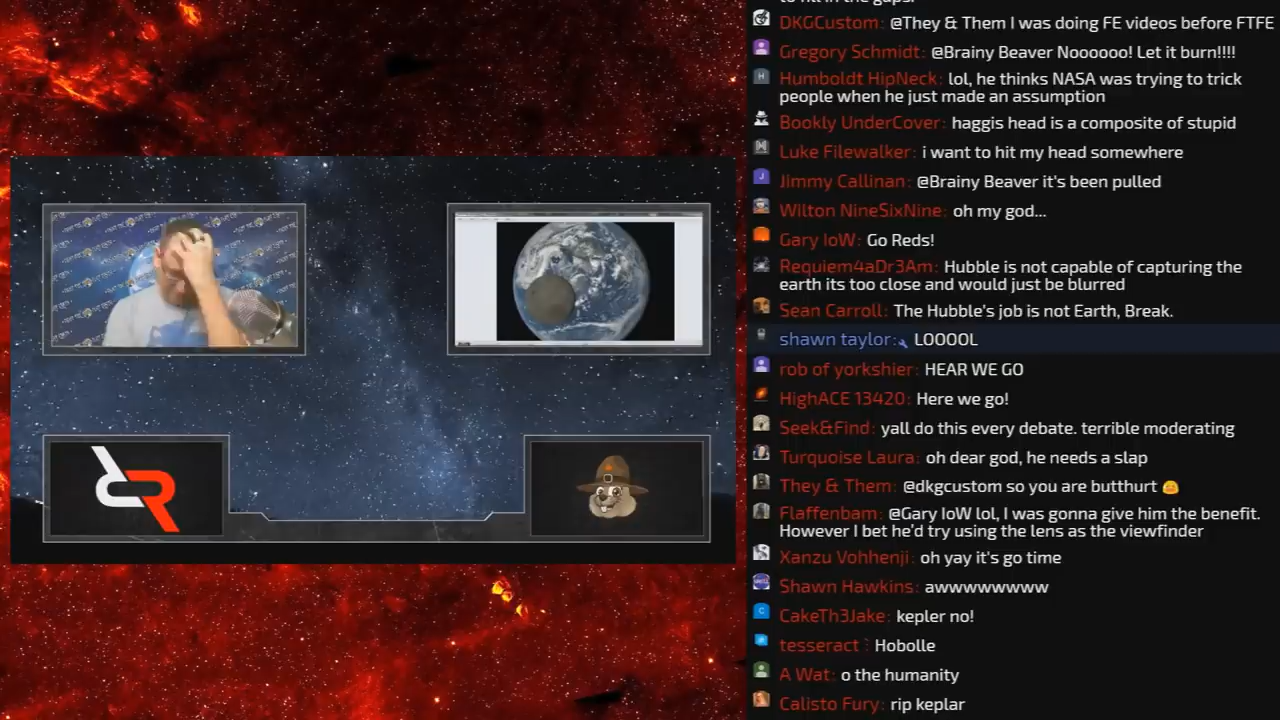 to fill in the gaps!
DKGCustom: @They & Them I was doing FE videos before FTFE
Gregory Schmidt: @Brainy Beaver Nooooo! Let it burn!!!!
Humboldt HipNeck: lol, he thinks NASA was trying to trick
people when he just made an assumption
Bookly UnderCover: haggis head is a composite of stupid
Luke Filewalker: i want to hit my head somewhere
Jimmy Callinan: @Brainy Beaver it's been pulled
Wilton NineSixNine: oh my god...
Gary IoW: Go Reds!
Requiem4aDr3Am: Hubble is not capable of capturing the
earth its too close and would just be blurred
Sean Carroll: The Hubble's job is not Earth, Break.
shawn taylor: LOOOOL
rob of yorkshier: HEAR WE GO
HighACE 13420: Here we go!
Seek&Find: yall do this every debate. terrible moderating
Turquoise Laura: oh dear god, he needs a slap
They & Them: @dkgcustom so you are butthurt
Flaffenbam: @Gary IoW lol, I was gonna give him the benefit.
However I bet he'd try using the lens as the viewfinder
Xanzu Vohhenji: oh yay it's go time
Shawn Hawkins: awwwwwwww
CakeTh3Jake: kepler no!
tesseract : Hobolle
A Wat: o the humanity
Calisto Fury: rip keplar